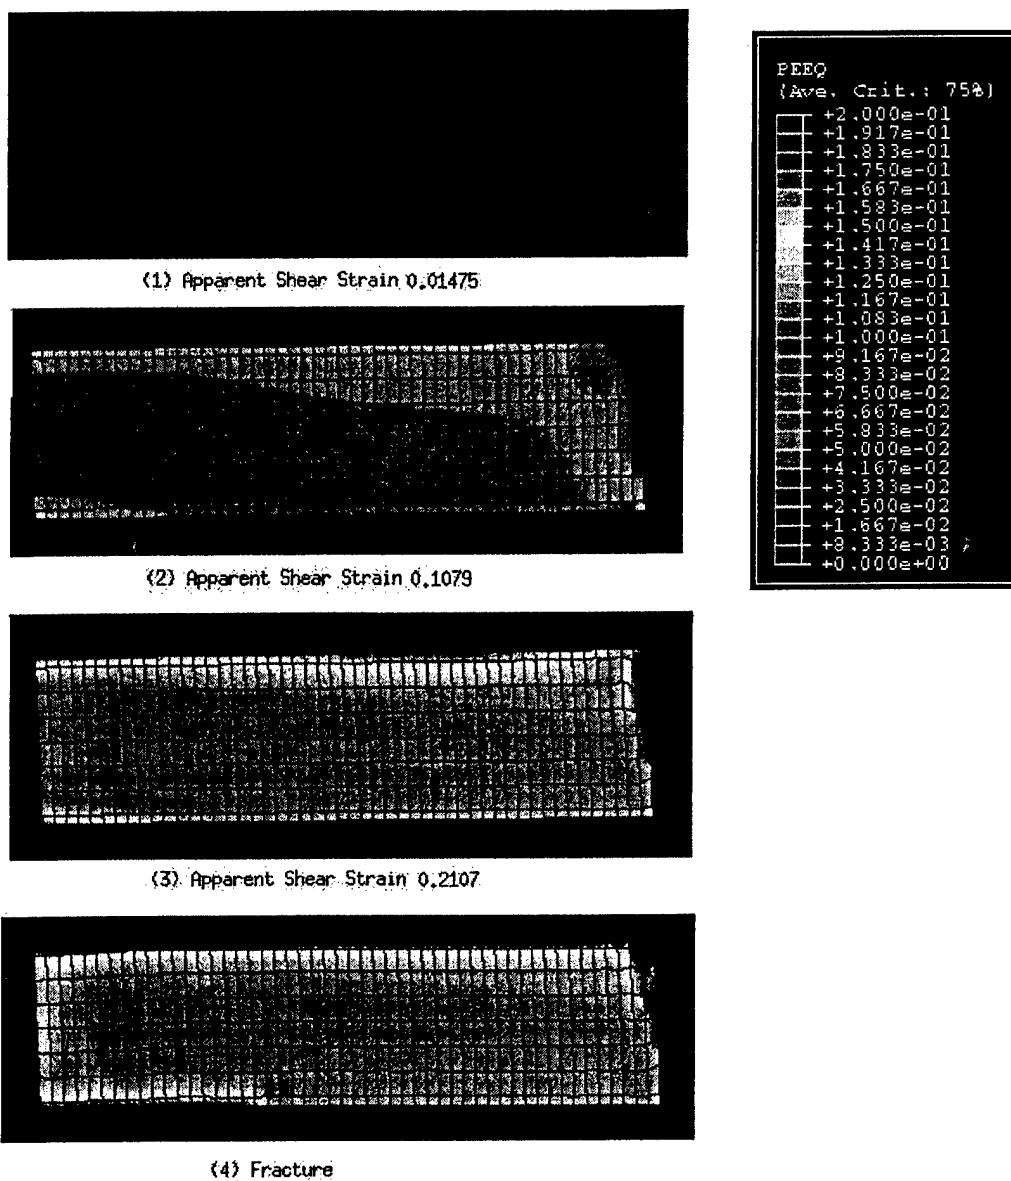 (1) Apparent Shear Strain 0.01475
(2) Apparent Shear Strain 0.1079
(3) Apparent Shear Strain 0.2107
(4) Fracture
PEEQ
(Ave. Crit.: 75%)
+2.000e-01
+1.917e-01
+1.833e-01
+1.750e-01
+1.667e-01
+1.583e-01
+1.500e-01
+1.417e-01
+1.333e-01
+1.250e-01
+1.167e-01
+1.083e-01
+1.000e-01
+9.167e-02
+8.333e-02
+7.500e-02
+6.667e-02
+5.833e-02
+5.000e-02
+4.167e-02
+3.333e-02
+2.500e-02
+1.667e-02
+8.333e-03
+0.000e+00